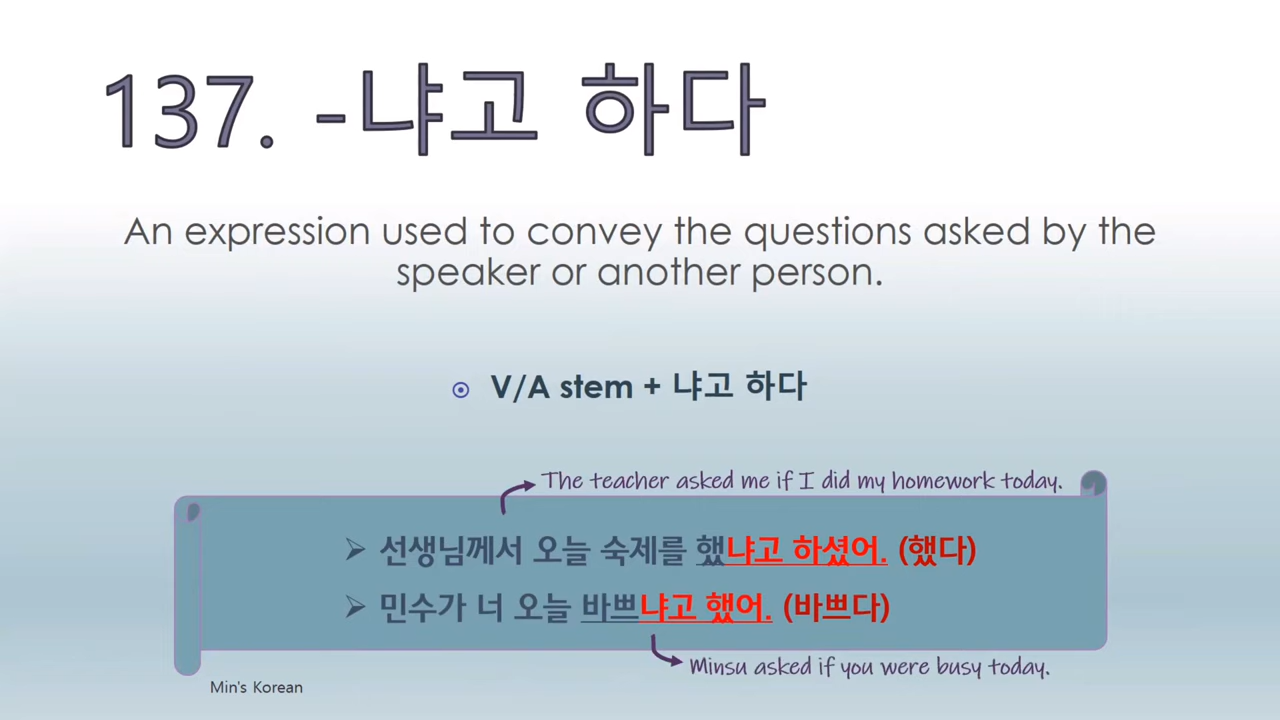 137. -냐고 하다
An expression used to convey the questions asked by the
speaker or another person.
V/A stem + 냐고 하다
The teacher asked me if I did my homework today.
선생님께서 오늘 숙제를 했냐고 하셨어. (했다)
민수가 너 오늘 바쁘냐고 했어. (바쁘다)
Minsu asked if you were busy today.
Min's Korean